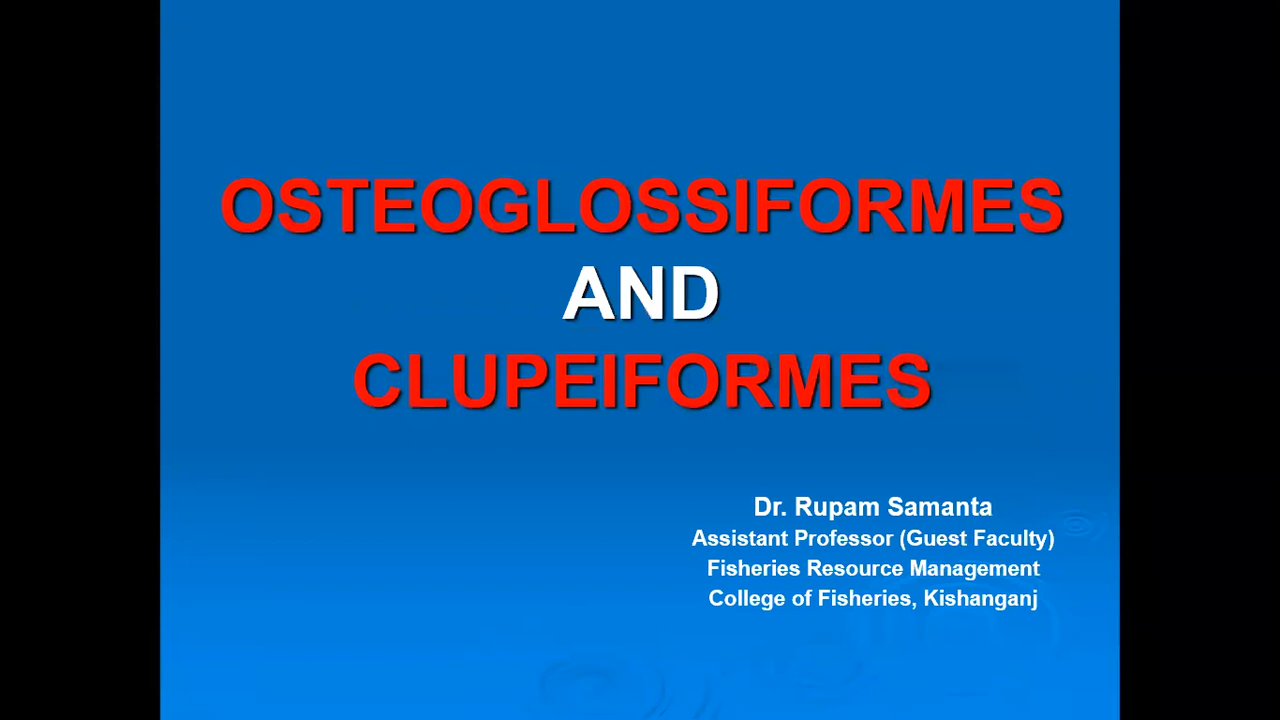 OSTEOGLOSSIFORMES
AND
CLUPEIFORMES
Dr. Rupam Samanta
Assistant Professor (Guest Faculty)
Fisheries Resource Management
College of Fisheries, Kishanganj